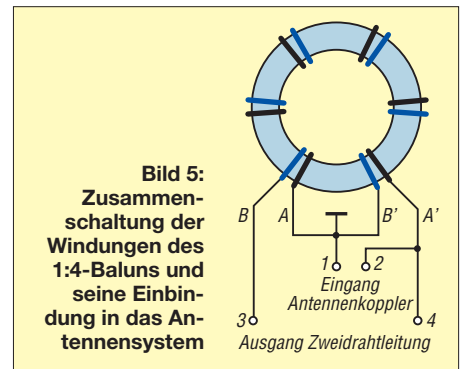 Bild 5:
Zusammen-
schaltung der
Windungen des
1:4-Baluns und
seine Einbin-
dung in das An-
tennensystem
B A B' A'
1 2
Eingang
Antennenkoppler
3 4
Ausgang Zweidrahtleitung